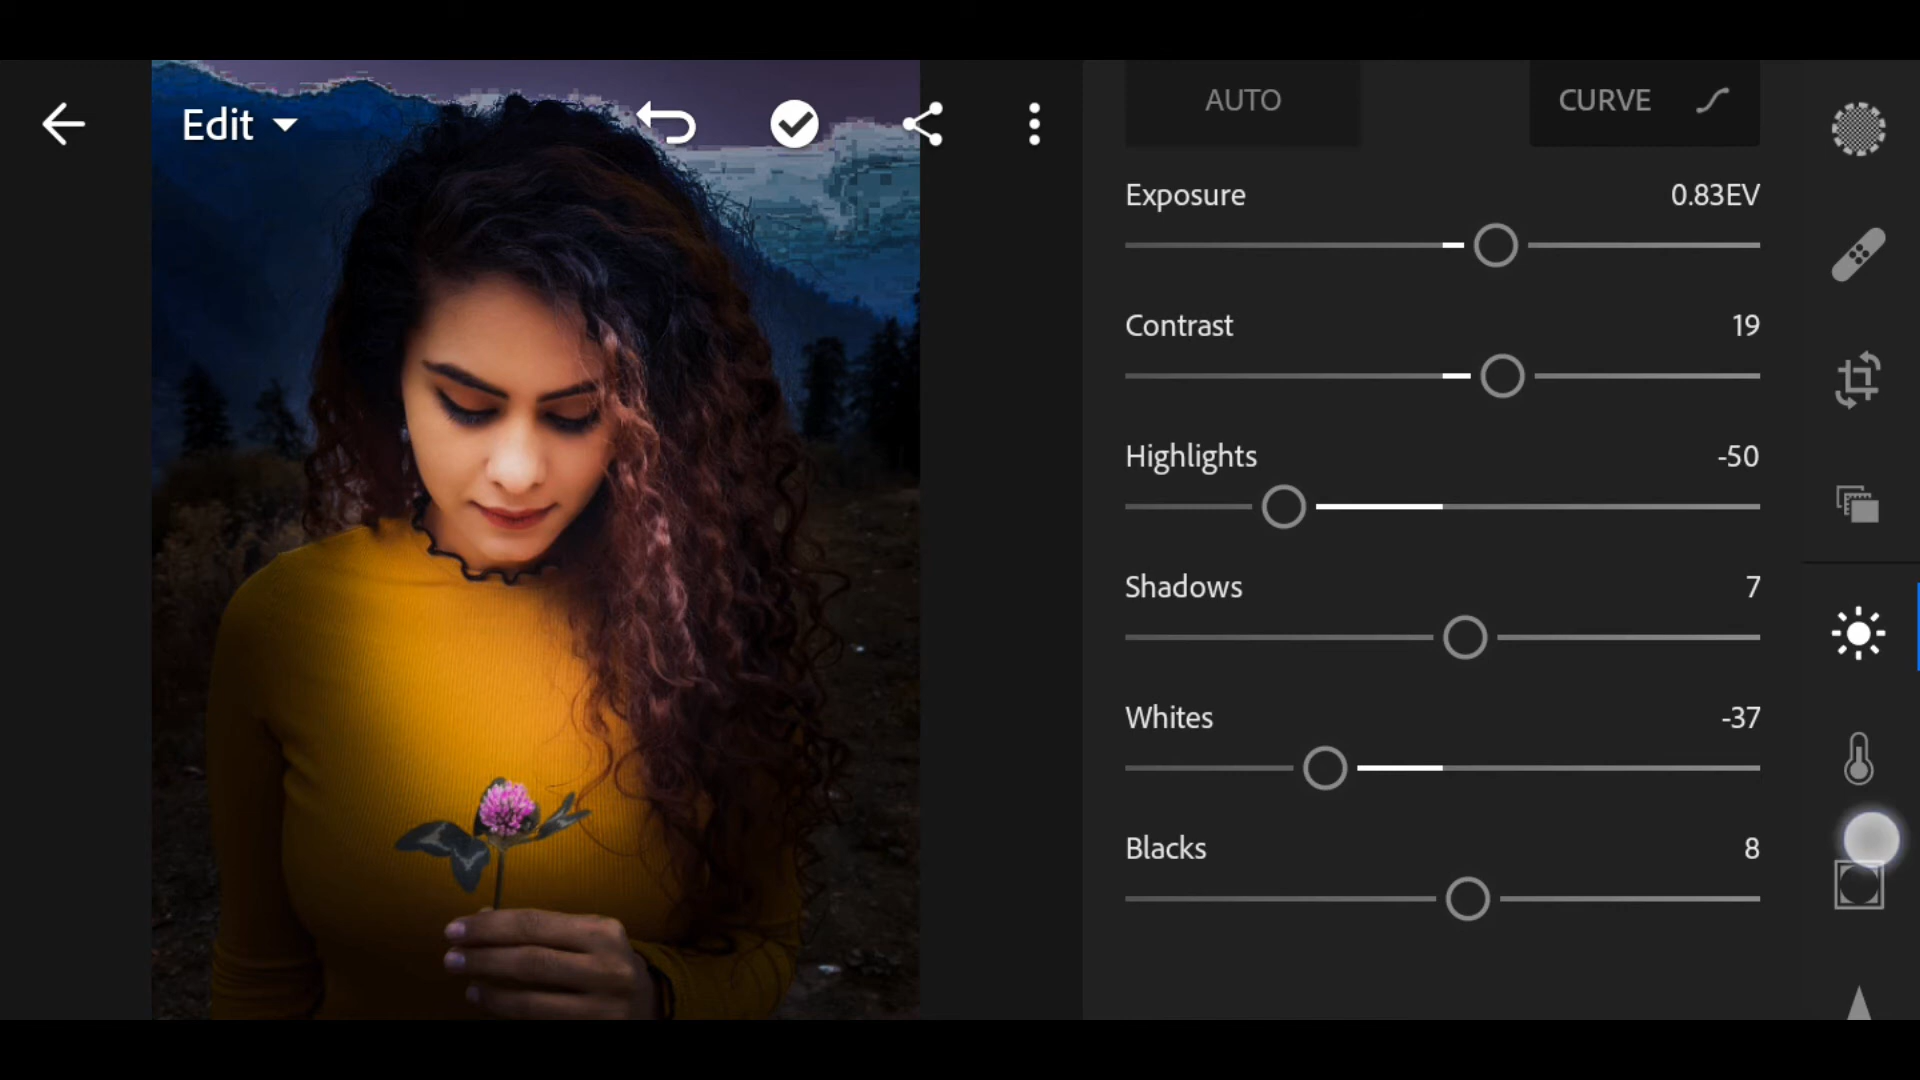 Edit
AUTO
CURVE
Exposure 0.83EV
Contrast 19
Highlights -50
Shadows 7
Whites -37
Blacks 8